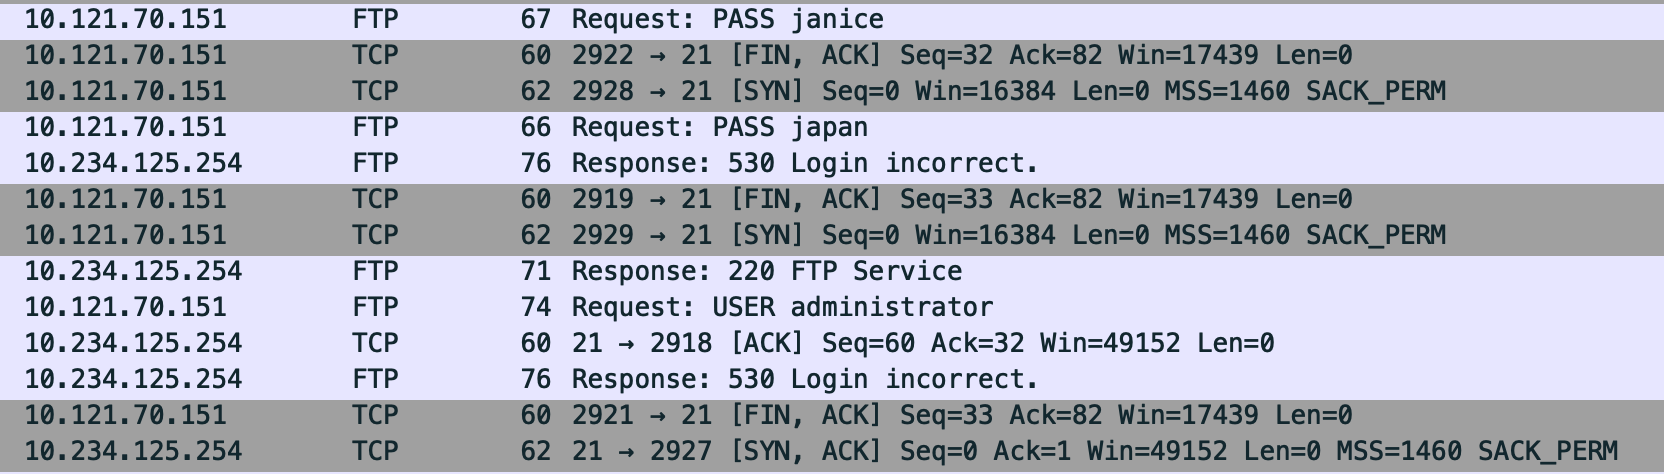 10.121.70.151 FTP 67 Request: PASS janice
10.121.70.151 TCP 60 2922 → 21 [FIN, ACK] Seq=32 Ack=82 Win=17439 Len=0
10.121.70.151 TCP 62 2928 → 21 [SYN] Seq=0 Win=16384 Len=0 MSS=1460 SACK_PERM
10.121.70.151 FTP 66 Request: PASS japan
10.234.125.254 FTP 76 Response: 530 Login incorrect.
10.121.70.151 TCP 60 2919 → 21 [FIN, ACK] Seq=33 Ack=82 Win=17439 Len=0
10.121.70.151 TCP 62 2929 → 21 [SYN] Seq=0 Win=16384 Len=0 MSS=1460 SACK_PERM
10.234.125.254 FTP 71 Response: 220 FTP Service
10.121.70.151 FTP 74 Request: USER administrator
10.234.125.254 TCP 60 21 → 2918 [ACK] Seq=60 Ack=32 Win=49152 Len=0
10.234.125.254 FTP 76 Response: 530 Login incorrect.
10.121.70.151 TCP 60 2921 → 21 [FIN, ACK] Seq=33 Ack=82 Win=17439 Len=0
10.234.125.254 TCP 62 21 → 2927 [SYN, ACK] Seq=0 Ack=1 Win=49152 Len=0 MSS=1460 SACK_PERM